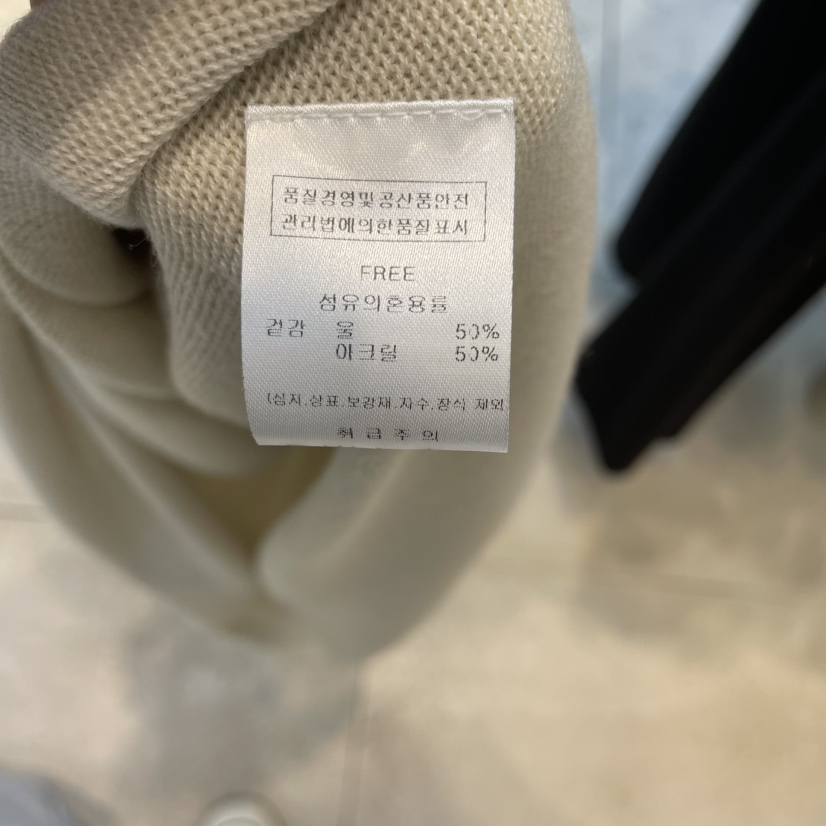 품질경영및공산품안전
관리법에의한품질표시
FREE
섬유의혼용률
겉감 울 50%
아크릴 50%
(심지.상표.보강재.자수.장식 제외
취 급 주 의